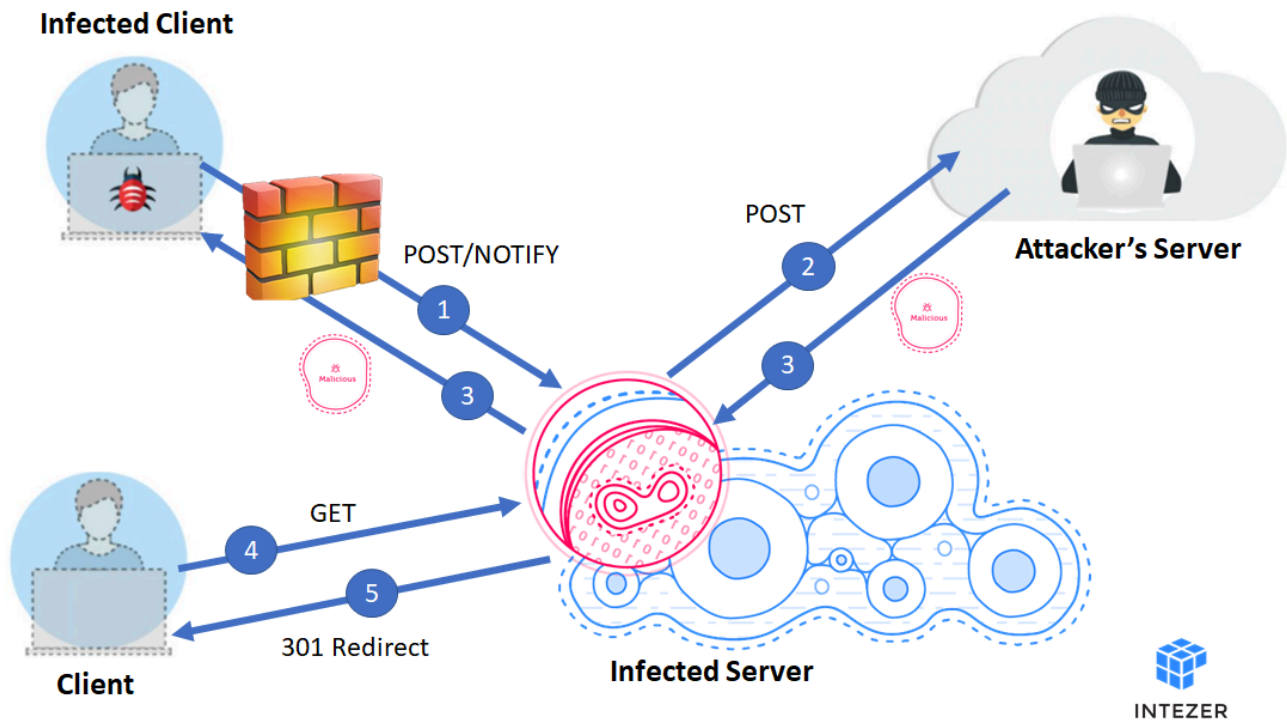 Infected Client
POST/NOTIFY
1
3
Malicious
POST
2
3
Malicious
Attacker's Server
GET
4
5
301 Redirect
Client
Infected Server
INTEZER